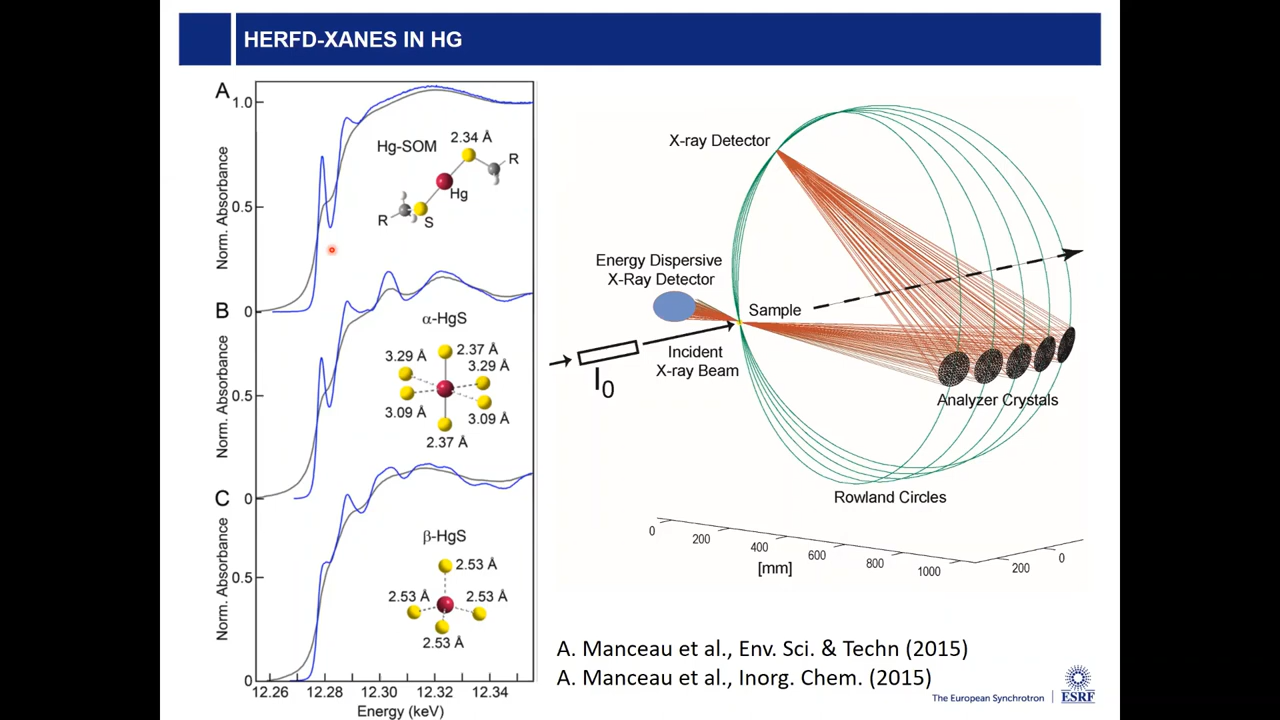 HERFD-XANES IN HG
A
1.0
0.5
0
Norm. Absorbance
Hg-SOM
2.34 Å
R
Hg
R
S
B
0.5
0
Norm. Absorbance
α-HgS
2.37 Å
3.29 Å
3.29 Å
3.09 Å
3.09 Å
2.37 Å
C
0.5
0
Norm. Absorbance
β-HgS
2.53 Å
2.53 Å
2.53 Å
2.53 Å
12.26
12.28
12.30
12.32
12.34
Energy (keV)
X-ray Detector
Energy Dispersive
X-Ray Detector
Sample
Incident
X-ray Beam
I0
Analyzer Crystals
Rowland Circles
0
200
400
600
800
1000
[mm]
200
0
A. Manceau et al., Env. Sci. & Techn (2015)
A. Manceau et al., Inorg. Chem. (2015)
The European Synchrotron
ESRF